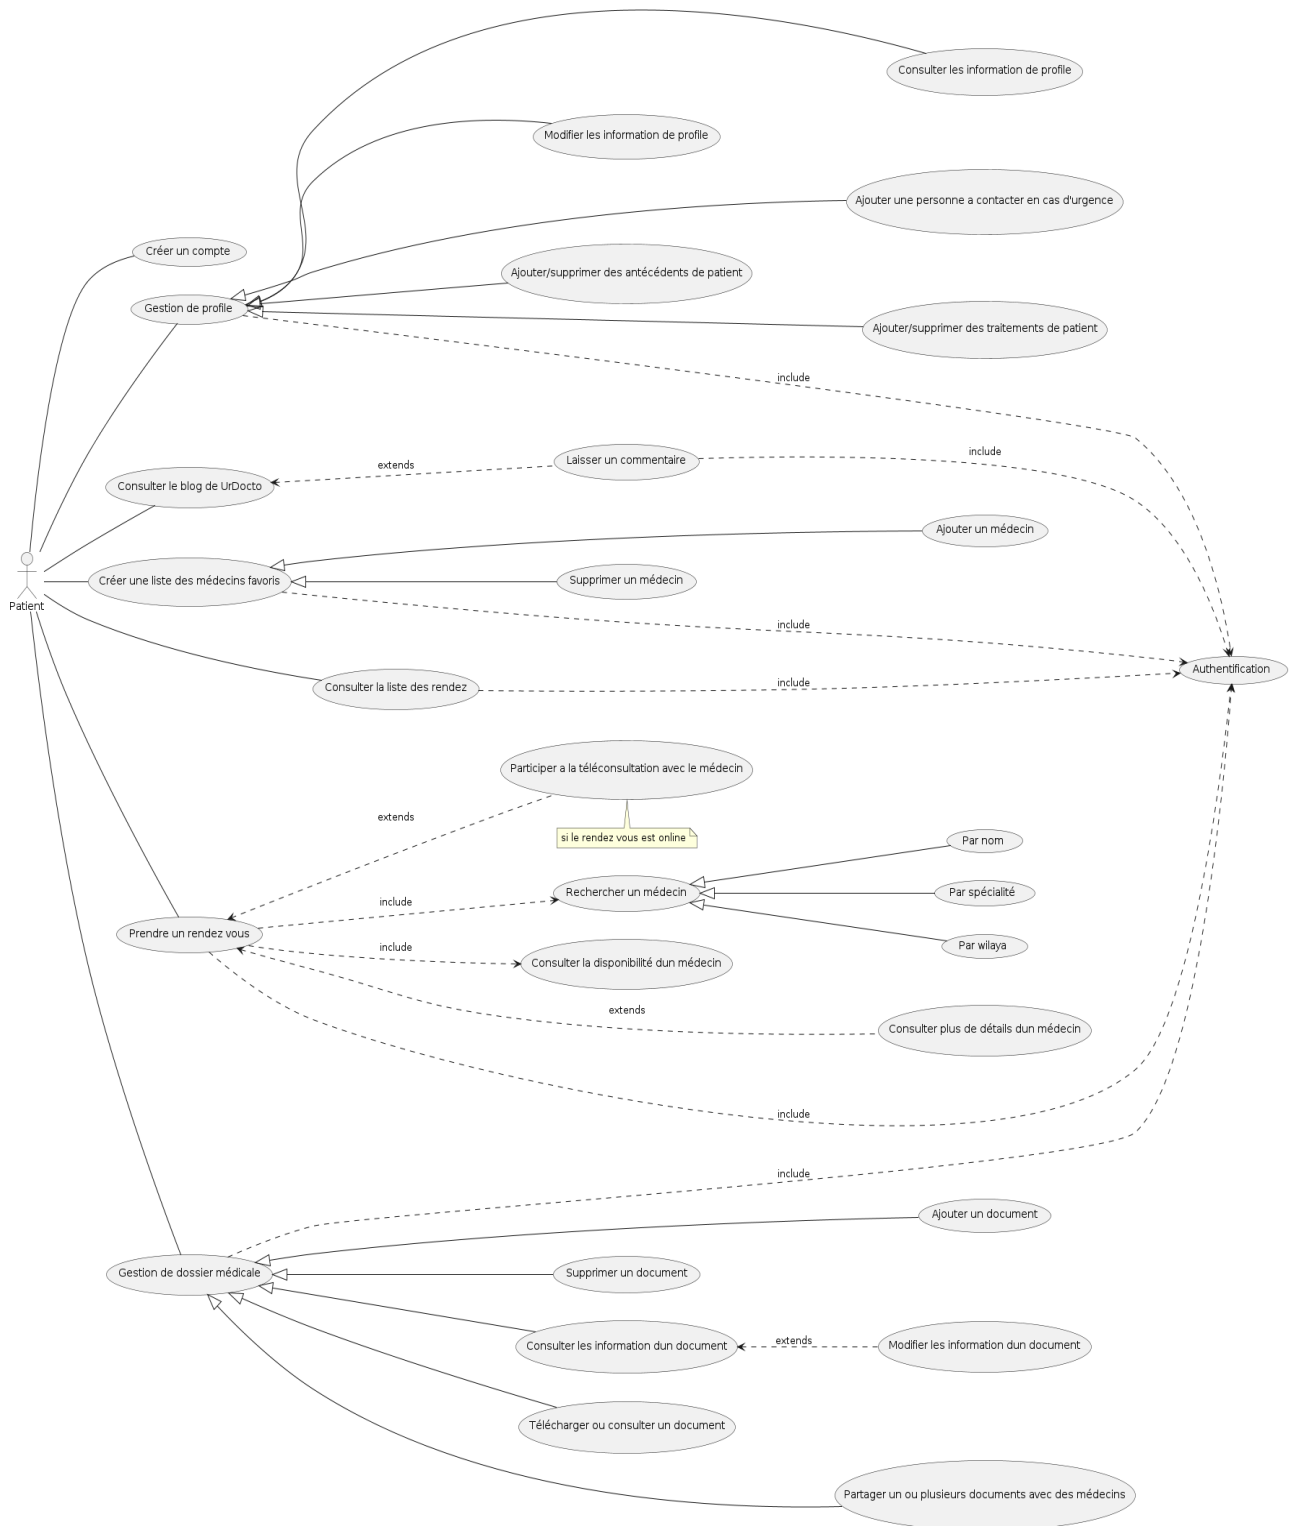 Consulter les information de profile
Modifier les information de profile
Ajouter une personne a contacter en cas d'urgence
Créer un compte
Ajouter/supprimer des antécédents de patient
Gestion de profile
Ajouter/supprimer des traitements de patient
include
extends
Laisser un commentaire
include
Consulter le blog de UrDocto
Ajouter un médecin
Créer une liste des médecins favoris
Supprimer un médecin
Patient
include
Authentification
Consulter la liste des rendez
include
Participer a la téléconsultation avec le médecin
extends
si le rendez vous est online
Par nom
Rechercher un médecin
Par spécialité
include
Prendre un rendez vous
Par wilaya
include
Consulter la disponibilité dun médecin
extends
Consulter plus de détails dun médecin
include
include
Ajouter un document
Gestion de dossier médicale
Supprimer un document
Consulter les information dun document
extends
Modifier les information dun document
Télécharger ou consulter un document
Partager un ou plusieurs documents avec des médecins